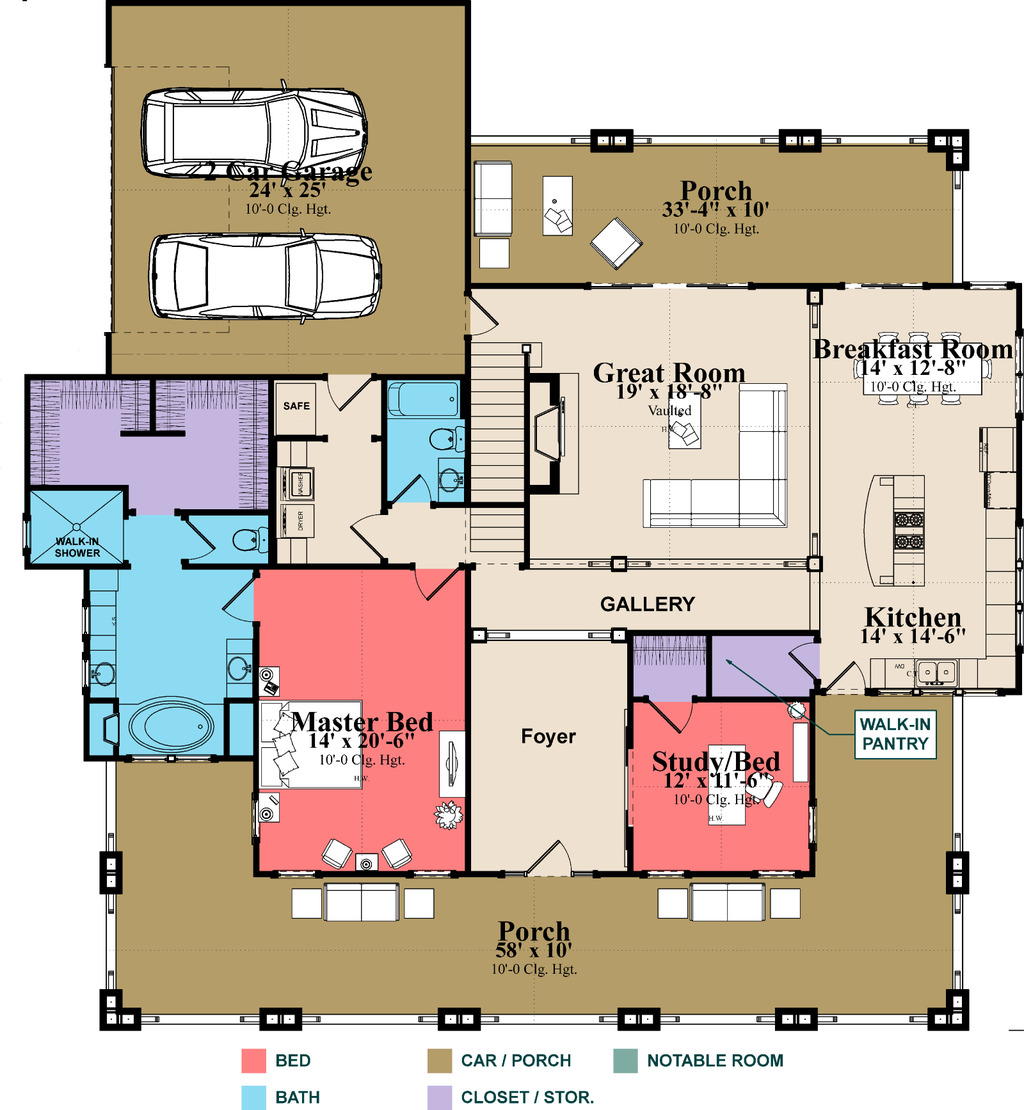 2 Car Garage
24' x 25'
10'-0 Clg. Hgt.
Porch
33'-4" x 10'
10'-0 Clg. Hgt.
Great Room
19' x 18'-8"
Vaulted
H.W.
Breakfast Room
14' x 12'-8"
10'-0 Clg. Hgt.
C.T.
SAFE
WASHER
DRYER
REF.
WALK-IN
SHOWER
GALLERY
Kitchen
14' x 14'-6"
DW
C.T.
Master Bed
14' x 20'-6"
10'-0 Clg. Hgt.
H.W.
Foyer
Study/Bed
12' x 11'-6"
10'-0 Clg. Hgt.
H.W.
WALK-IN
PANTRY
Porch
58' x 10'
10'-0 Clg. Hgt.
BED
CAR / PORCH
NOTABLE ROOM
BATH
CLOSET / STOR.